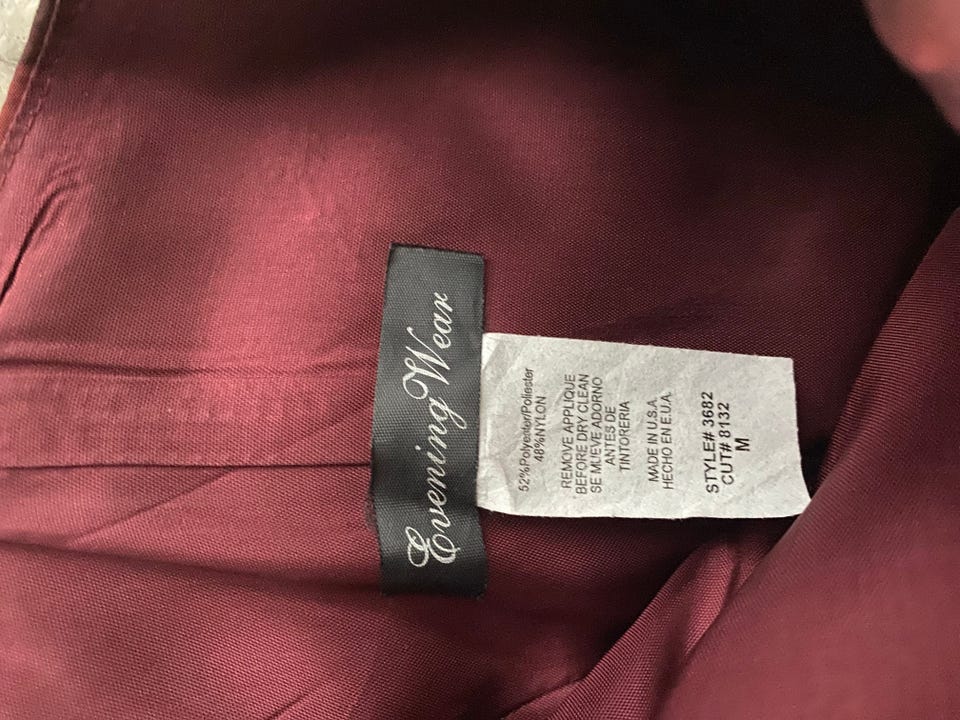 Evening Wear
52%Polyester/Poliester
48%NYLON
REMOVE APPLIQUE
BEFORE DRY CLEAN
SE MUEVE ADORNO
ANTES DE
TINTORERIA
MADE IN U.S.A.
HECHO EN E.U.A.
STYLE# 3682
CUT# 8132
M